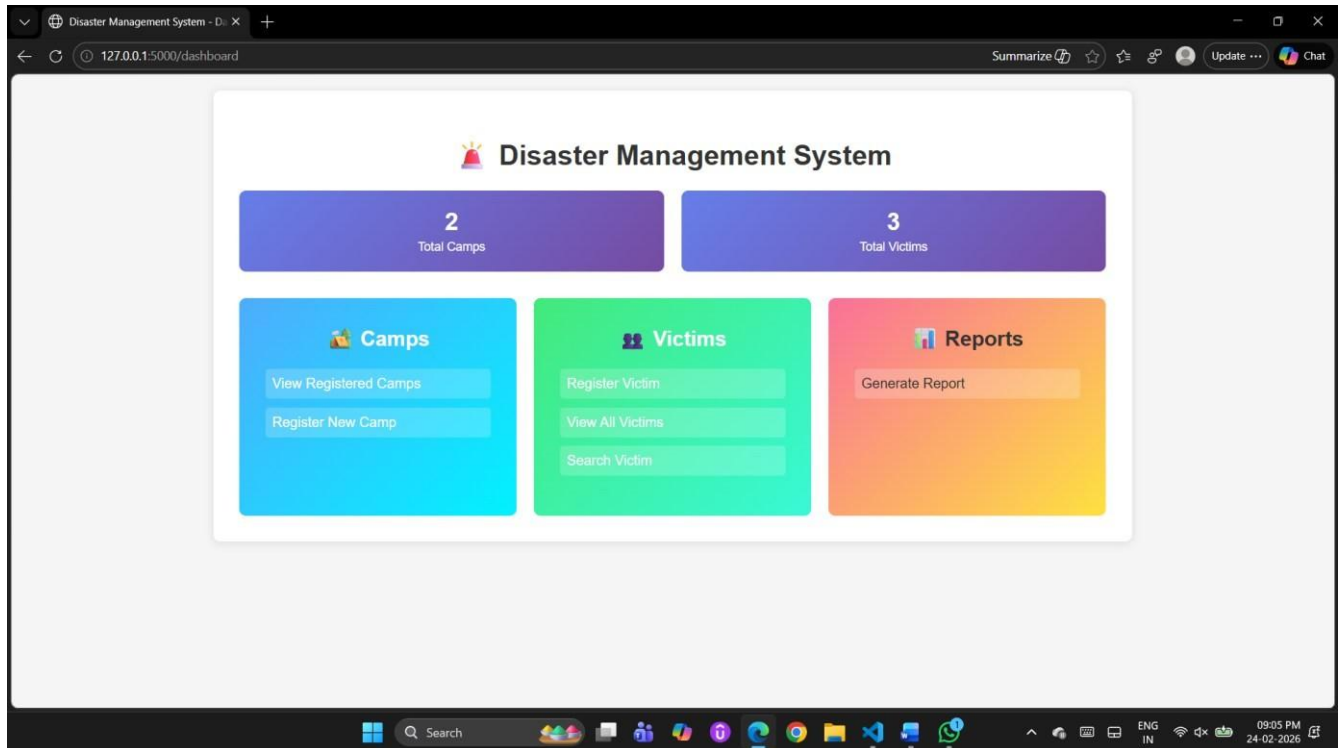 Disaster Management System - Da
127.0.0.1:5000/dashboard
Summarize
Update
Chat
Disaster Management System
2
Total Camps
3
Total Victims
Camps
View Registered Camps
Register New Camp
Victims
Register Victim
View All Victims
Search Victim
Reports
Generate Report
Search
1
ENG
IN
09:05 PM
24-02-2026